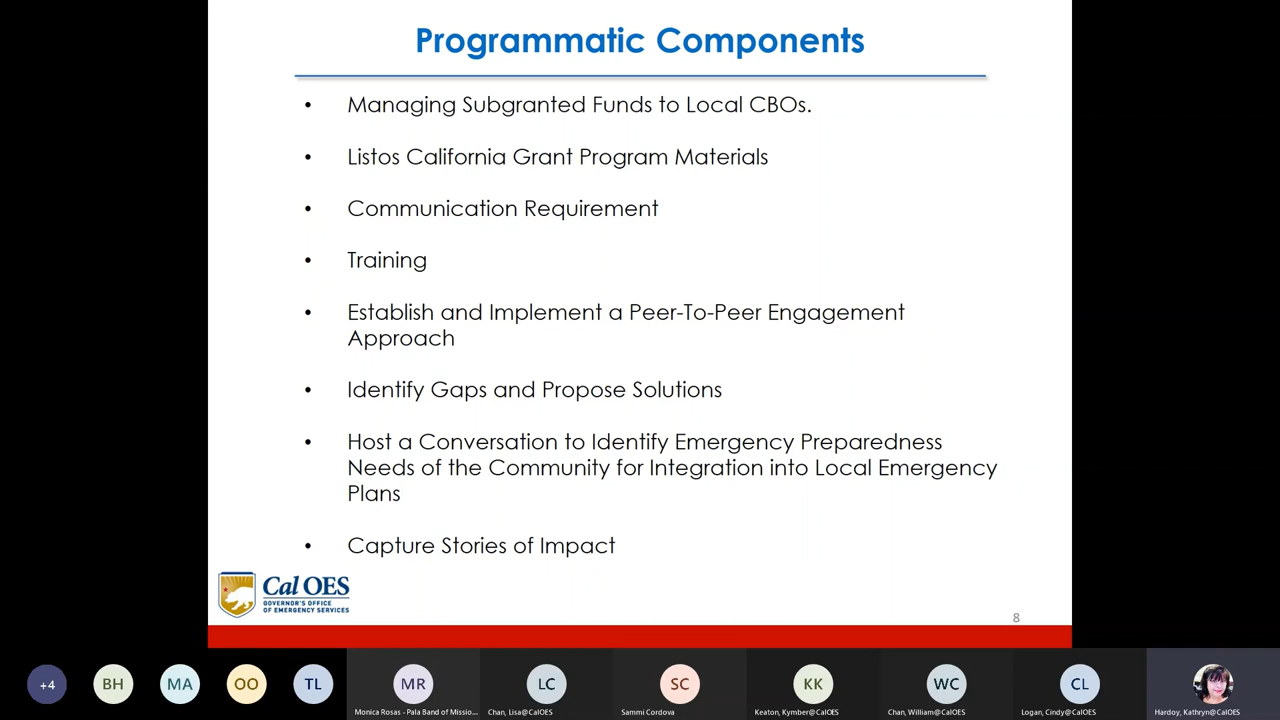 Programmatic Components
• Managing Subgranted Funds to Local CBOs.
• Listos California Grant Program Materials
• Communication Requirement
• Training
• Establish and Implement a Peer-To-Peer Engagement
Approach
• Identify Gaps and Propose Solutions
• Host a Conversation to Identify Emergency Preparedness
Needs of the Community for Integration into Local Emergency
Plans
• Capture Stories of Impact
Cal OES
GOVERNOR'S OFFICE
OF EMERGENCY SERVICES
8
+4
BH
MA
OO
TL
MR
LC
SC
KK
WC
CL
Monica Rosas - Pala Band of Missio...
Chan, Lisa@CalOES
Sammi Cordova
Keaton, Kymber@CalOES
Chan, William@CalOES
Logan, Cindy@CalOES
Hardoy, Kathryn@CalOES